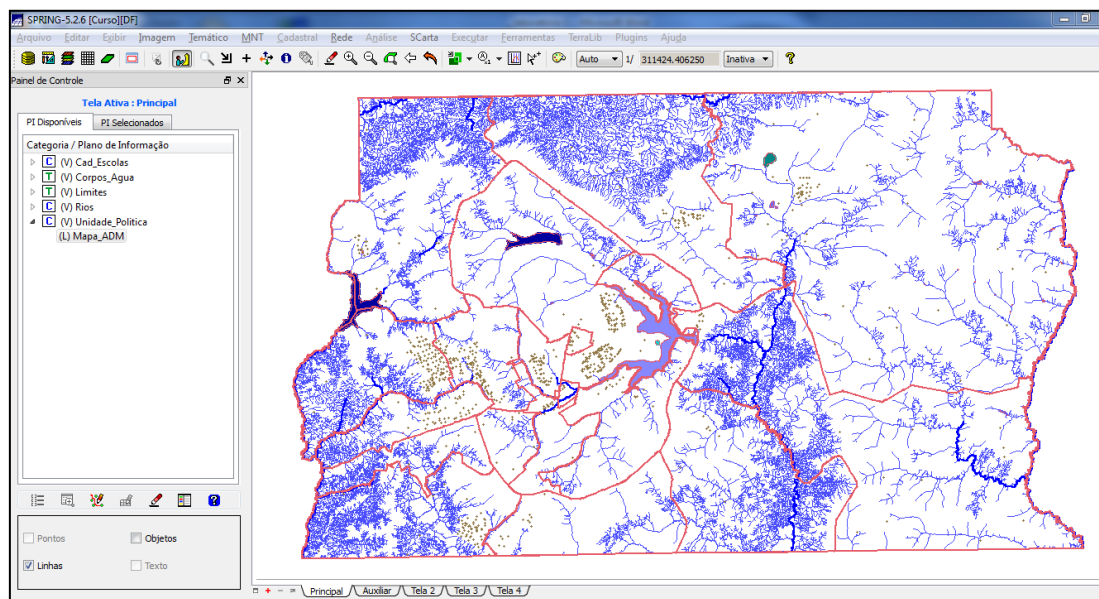 SPRING-5.2.6 [Curso][DF]
Arquivo Editar Exibir Imagem Temático MNT Cadastral Rede Análise SCarta Executar Ferramentas TerraLib Plugins Ajuda
Auto 1/ 311424.406250 Inativa
Painel de Controle
Tela Ativa : Principal
PI Disponíveis PI Selecionados
Categoria / Plano de Informação
C (V) Cad_Escolas
T (V) Corpos_Agua
T (V) Limites
C (V) Rios
C (V) Unidade_Politica
(L) Mapa_ADM
Pontos Objetos
Linhas Texto
Principal Auxiliar Tela 2 Tela 3 Tela 4